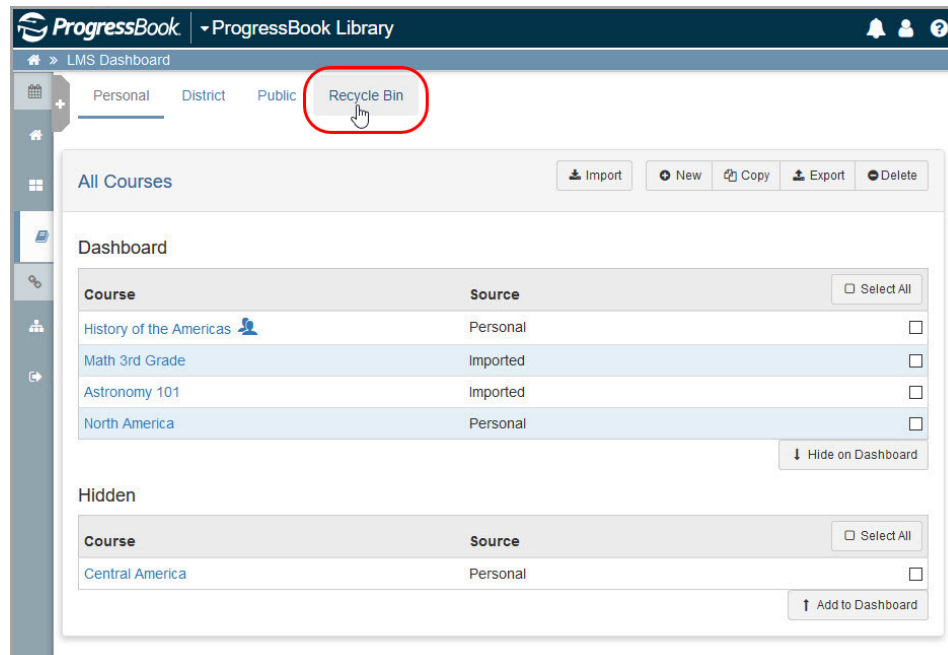 ProgressBook ProgressBook Library
LMS Dashboard
Personal District Public Recycle Bin
All Courses Import New Copy Export Delete
Dashboard
Course Source Select All
History of the Americas Personal
Math 3rd Grade Imported
Astronomy 101 Imported
North America Personal
Hide on Dashboard
Hidden
Course Source Select All
Central America Personal
Add to Dashboard